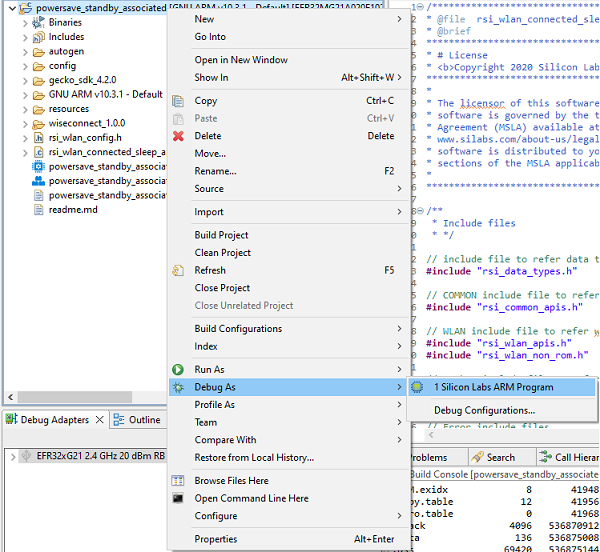 powersave_standby_associated [GNU ARM v10.3.1 - Default] [EFR32MG21A020F10
Binaries
Includes
autogen
config
gecko_sdk_4.2.0
GNU ARM v10.3.1 - Default
resources
wiseconnect_1.0.0
rsi_wlan_config.h
rsi_wlan_connected_sleep_a
powersave_standby_associa
powersave_standby_associa
powersave_standby_associa
readme.md
New
Go Into
Open in New Window
Show In Alt+Shift+W
Copy Ctrl+C
Paste Ctrl+V
Delete Delete
Move...
Rename... F2
Source
Import
Build Project
Clean Project
Refresh F5
Close Project
Close Unrelated Project
Build Configurations
Index
Run As
Debug As
Profile As
Team
Compare With
Restore from Local History...
Browse Files Here
Open Command Line Here
Configure
Properties Alt+Enter
1 Silicon Labs ARM Program
Debug Configurations...
1 /*******************************
* @file rsi_wlan_connected_slee
* @brief
********************************
* # License
* <b>Copyright 2020 Silicon Lab
********************************
*
* The licensor of this software
* software is governed by the t
* Agreement (MSLA) available at
* www.silabs.com/about-us/legal
* software is distributed to yo
* sections of the MSLA applicab
*
********************************
/**
* Include files
* */
// include file to refer data t
#include "rsi_data_types.h"
// COMMON include file to refer
#include "rsi_common_apis.h"
// WLAN include file to refer w
#include "rsi_wlan_apis.h"
#include "rsi_wlan_non_rom.h"
// Error include files
Debug Adapters
Outline
EFR32xG21 2.4 GHz 20 dBm RB
roblems
Search
Call Hierar
Build Console [powersave_standby_associate
M.exidx 8 41948
py.table 12 41956
ro.table 0 41968
ack 4096 536870912
ta 136 536875008
69420 536875144